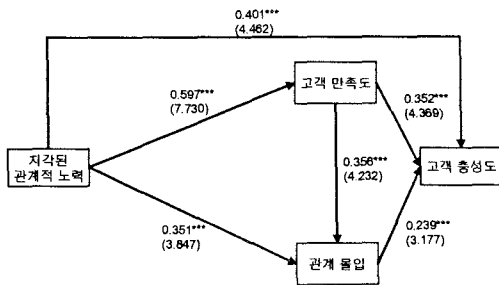 0.401***
(4.462)
0.597***
(7.730)
고객 만족도
0.352***
(4.369)
지각된
관계적 노력
0.356***
(4.232)
고객 충성도
0.351***
(3.847)
0.239***
(3.177)
관계 몰입